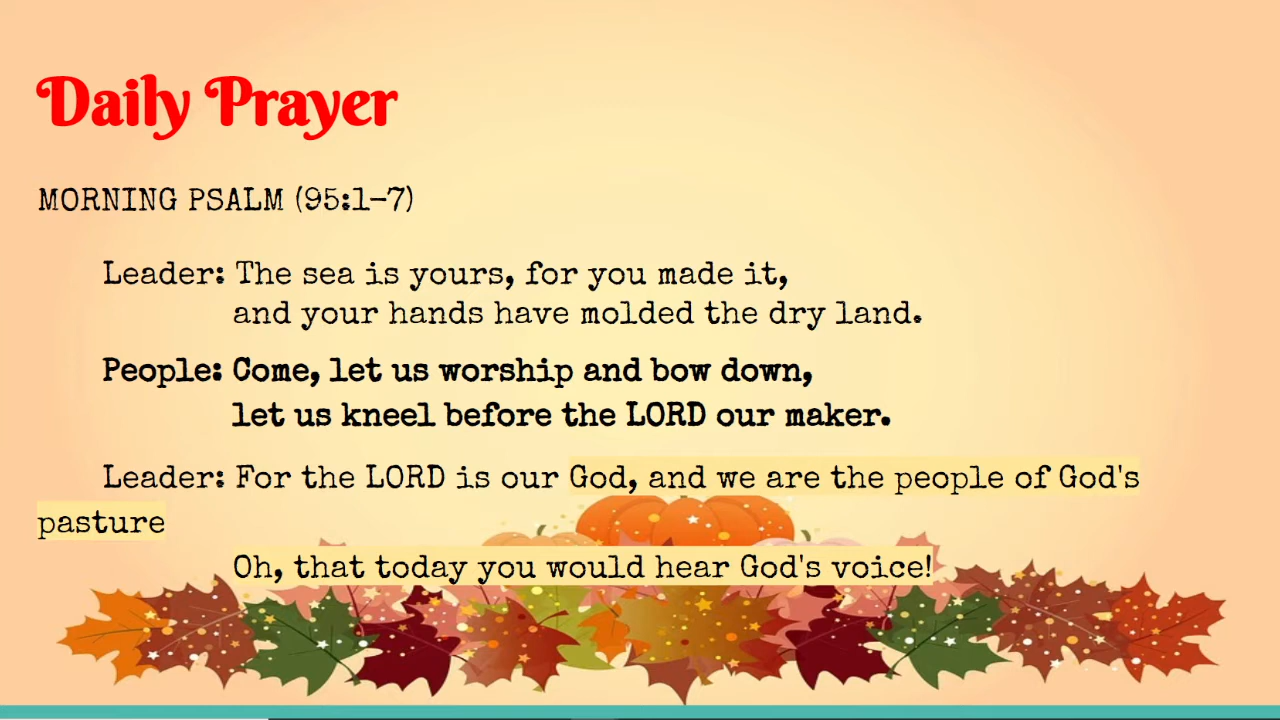 Daily Prayer
MORNING PSALM (95:1-7)
Leader: The sea is yours, for you made it,
and your hands have molded the dry land.
People: Come, let us worship and bow down,
let us kneel before the LORD our maker.
Leader: For the LORD is our God, and we are the people of God's
pasture
Oh, that today you would hear God's voice!